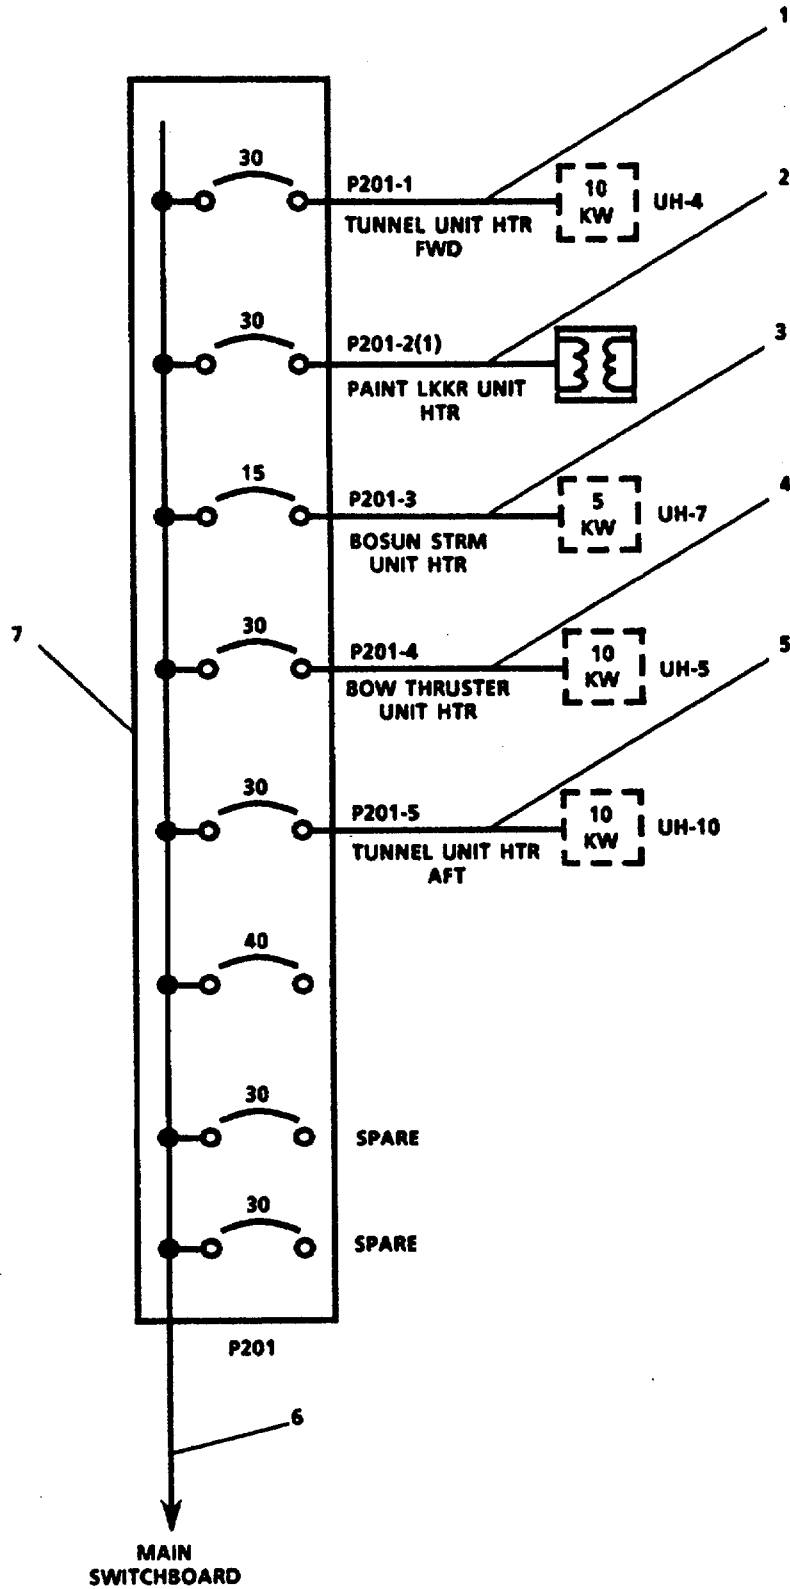 1
30
P201-1
10
KW
UH-4
TUNNEL UNIT HTR
FWD
2
30
P201-2(1)
PAINT LKKR UNIT
HTR
3
15
P201-3
5
KW
UH-7
BOSUN STRM
UNIT HTR
4
30
P201-4
10
KW
UH-5
BOW THRUSTER
UNIT HTR
7
5
30
P201-5
10
KW
UH-10
TUNNEL UNIT HTR
AFT
40
30
SPARE
30
SPARE
P201
6
MAIN
SWITCHBOARD